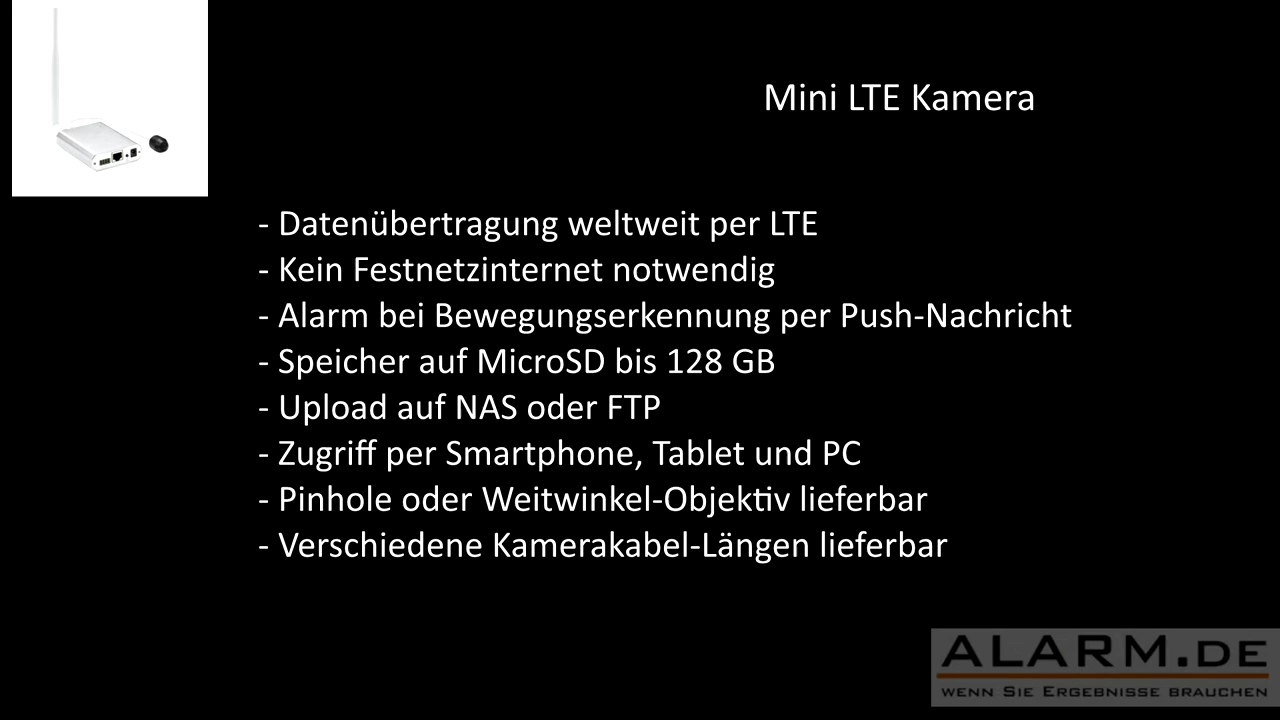 Mini LTE Kamera
- Datenübertragung weltweit per LTE
- Kein Festnetzinternet notwendig
- Alarm bei Bewegungserkennung per Push-Nachricht
- Speicher auf MicroSD bis 128 GB
- Upload auf NAS oder FTP
- Zugriff per Smartphone, Tablet und PC
- Pinhole oder Weitwinkel-Objektiv lieferbar
- Verschiedene Kamerakabel-Längen lieferbar
ALARM.DE
WENN SIE ERGEBNISSE BRAUCHEN